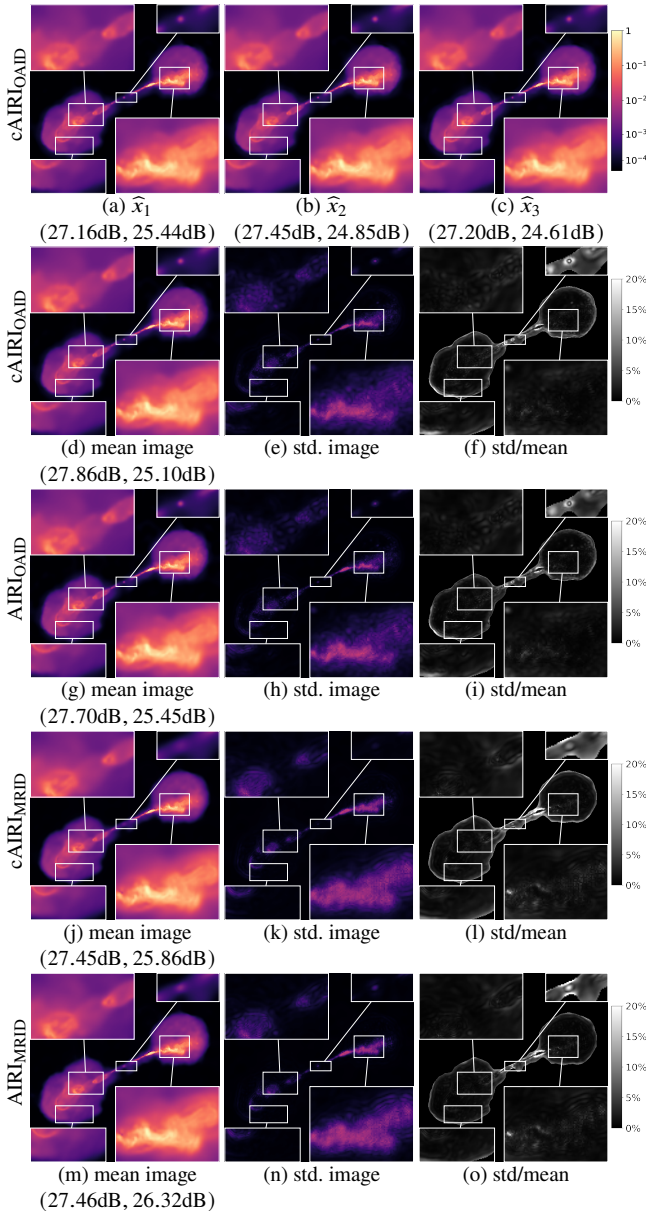 cAIRI_OAID
1
10⁻¹
10⁻²
10⁻³
10⁻⁴
(a) x̂₁
(b) x̂₂
(c) x̂₃
(27.16dB, 25.44dB)
(27.45dB, 24.85dB)
(27.20dB, 24.61dB)
cAIRI_OAID
20%
15%
10%
5%
0%
(d) mean image
(e) std. image
(f) std/mean
(27.86dB, 25.10dB)
AIRI_OAID
20%
15%
10%
5%
0%
(g) mean image
(h) std. image
(i) std/mean
(27.70dB, 25.45dB)
cAIRI_MRID
20%
15%
10%
5%
0%
(j) mean image
(k) std. image
(l) std/mean
(27.45dB, 25.86dB)
AIRI_MRID
20%
15%
10%
5%
0%
(m) mean image
(n) std. image
(o) std/mean
(27.46dB, 26.32dB)